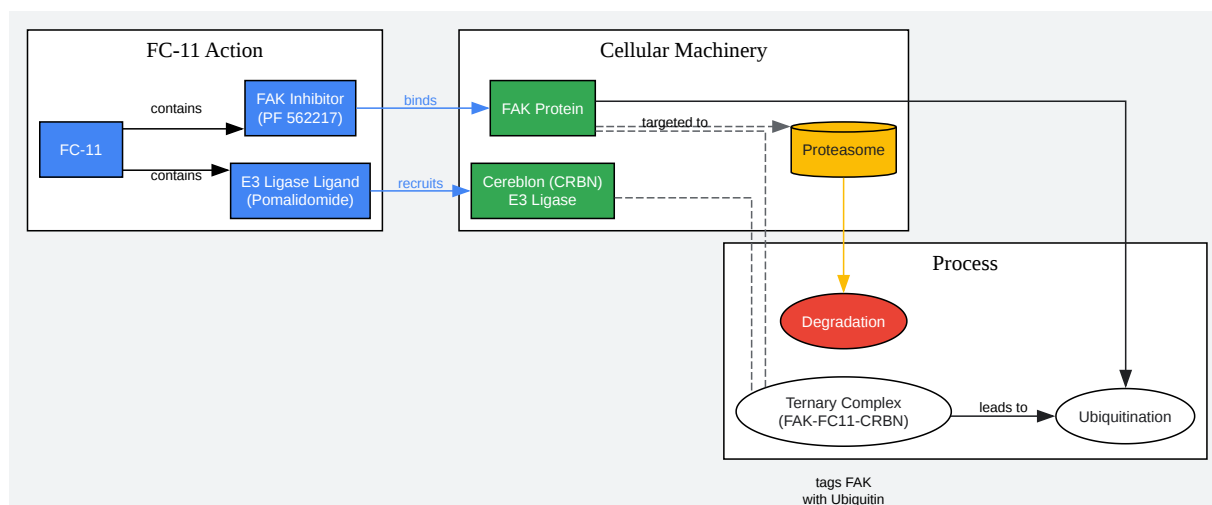 FC-11 Action
FC-11
contains
contains
FAK Inhibitor
(PF 562217)
E3 Ligase Ligand
(Pomalidomide)
binds
recruits
Cellular Machinery
FAK Protein
targeted to
Proteasome
Cereblon (CRBN)
E3 Ligase
Process
Degradation
Ternary Complex
(FAK-FC11-CRBN)
leads to
Ubiquitination
tags FAK
with Ubiquitin